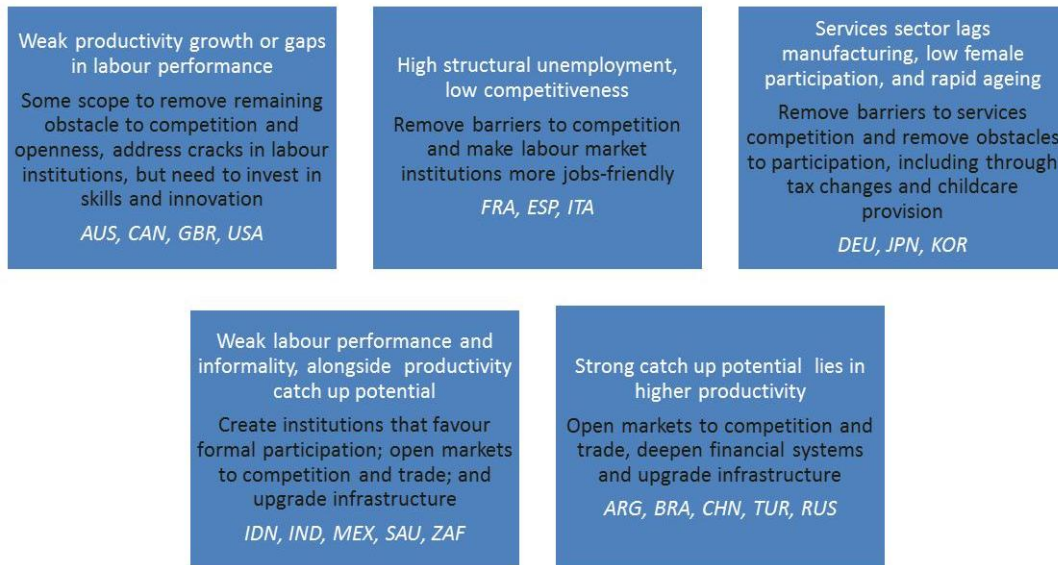 Weak productivity growth or gaps
in labour performance
Some scope to remove remaining
obstacle to competition and
openness, address cracks in labour
institutions, but need to invest in
skills and innovation
AUS, CAN, GBR, USA
High structural unemployment,
low competitiveness
Remove barriers to competition
and make labour market
institutions more jobs-friendly
FRA, ESP, ITA
Services sector lags
manufacturing, low female
participation, and rapid ageing
Remove barriers to services
competition and remove obstacles
to participation, including through
tax changes and childcare
provision
DEU, JPN, KOR
Weak labour performance and
informality, alongside productivity
catch up potential
Create institutions that favour
formal participation; open markets
to competition and trade; and
upgrade infrastructure
IDN, IND, MEX, SAU, ZAF
Strong catch up potential lies in
higher productivity
Open markets to competition and
trade, deepen financial systems
and upgrade infrastructure
ARG, BRA, CHN, TUR, RUS